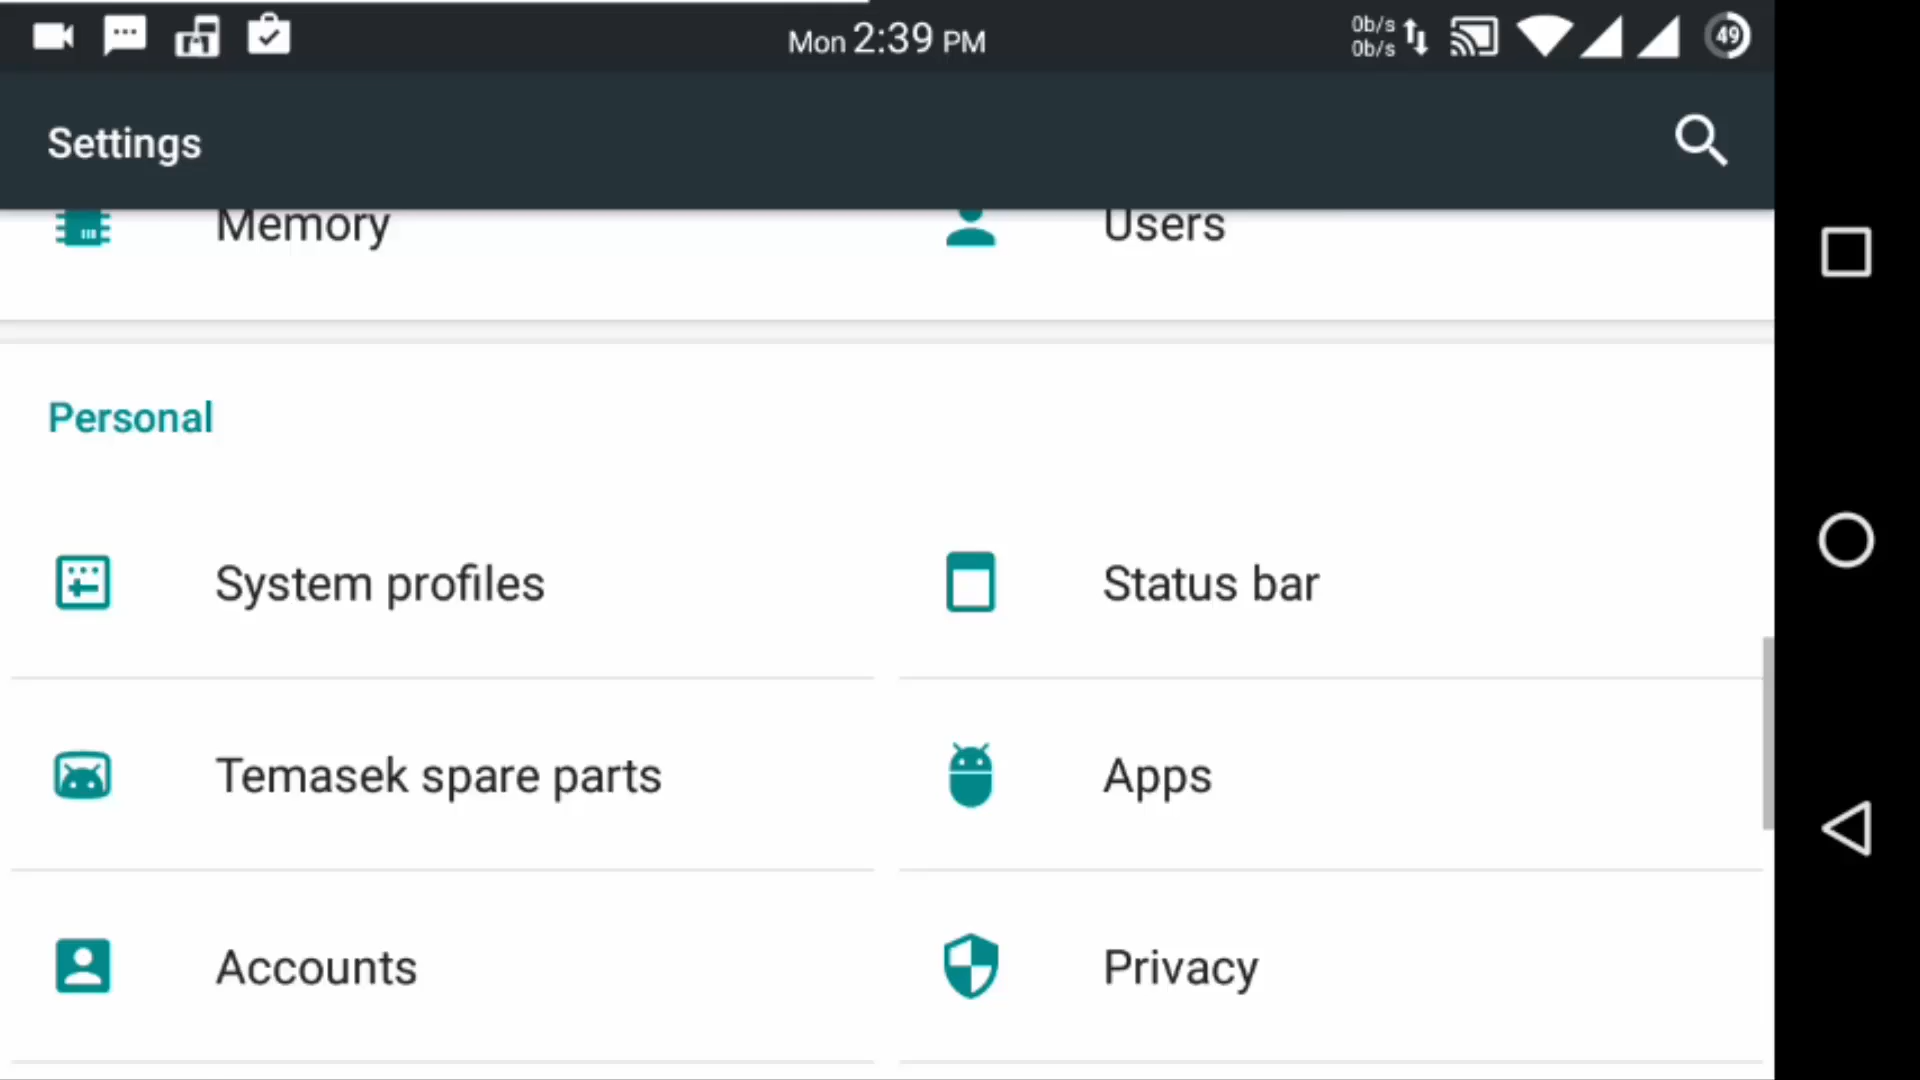 Mon 2:39 PM
0b/s
0b/s
49
Settings
Memory
Users
Personal
System profiles
Status bar
Temasek spare parts
Apps
Accounts
Privacy